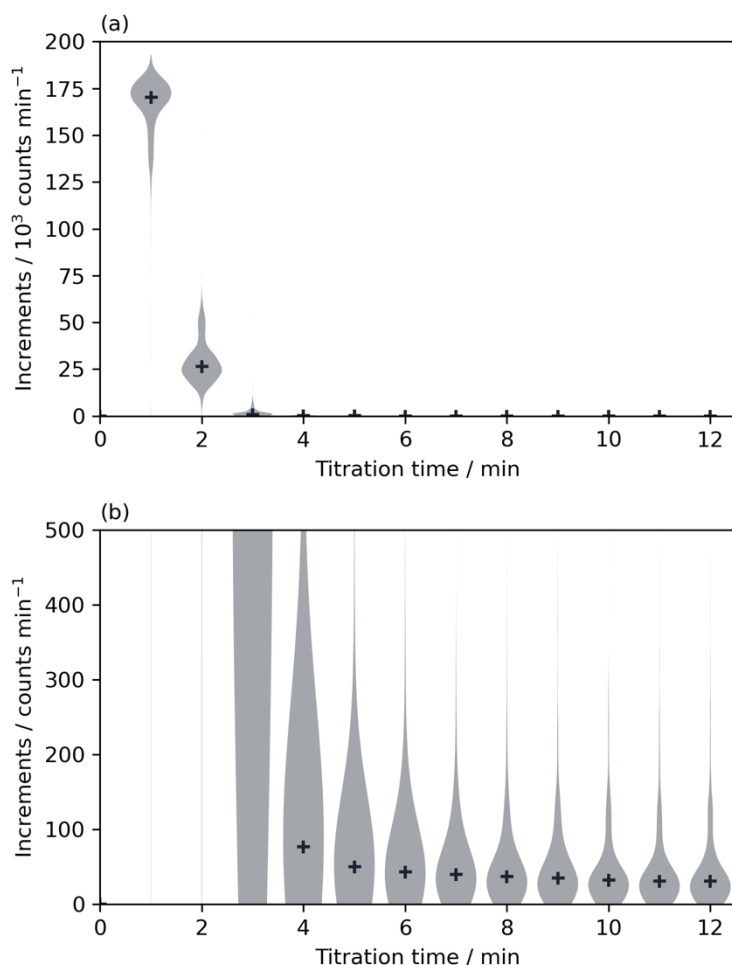 (a)
200
175
150
125
100
75
50
25
0
Increments / 10³ counts min⁻¹
0 2 4 6 8 10 12
Titration time / min
(b)
500
400
300
200
100
0
Increments / counts min⁻¹
0 2 4 6 8 10 12
Titration time / min